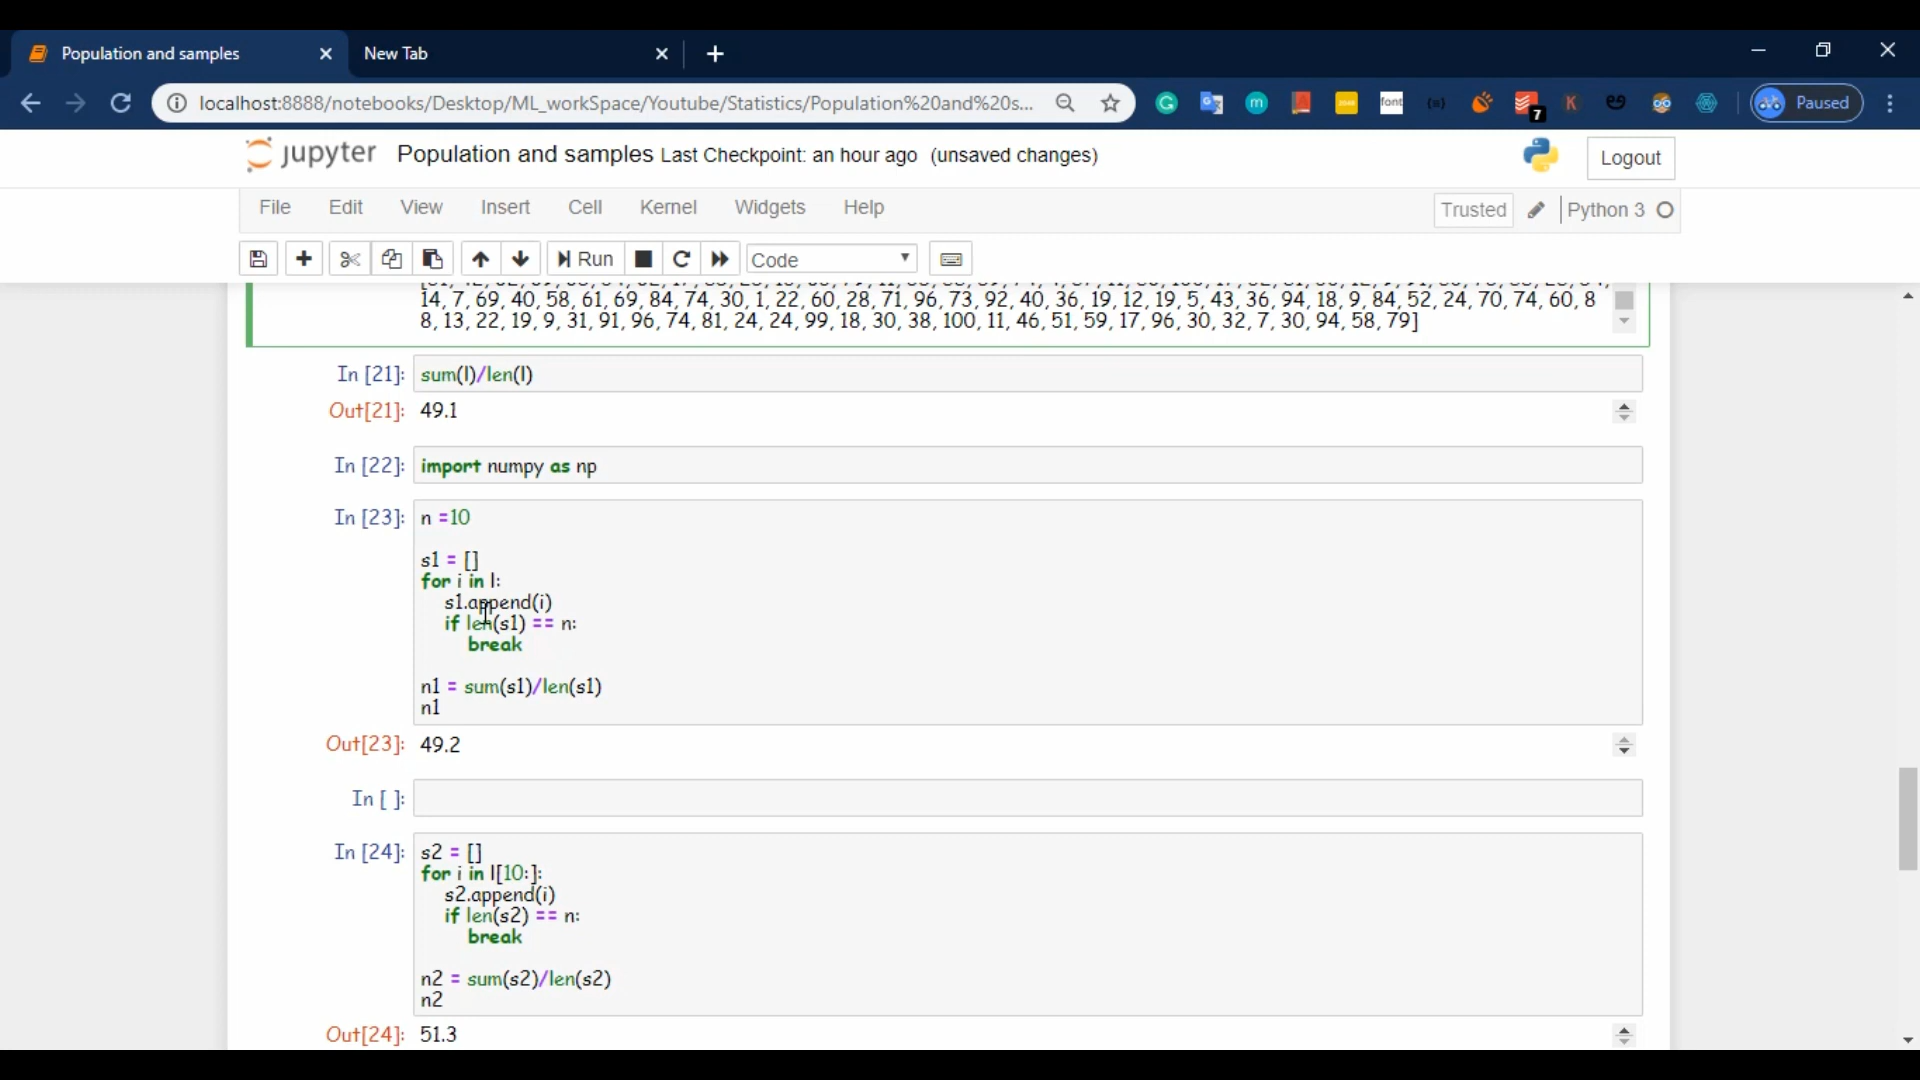 Population and samples
New Tab
localhost:8888/notebooks/Desktop/ML_workSpace/Youtube/Statistics/Population%20and%20s...
font
7
K
Paused
jupyter
Population and samples Last Checkpoint: an hour ago (unsaved changes)
Logout
File Edit View Insert Cell Kernel Widgets Help
Trusted
Python 3
Run
Code
14, 7, 69, 40, 58, 61, 69, 84, 74, 30, 1, 22, 60, 28, 71, 96, 73, 92, 40, 36, 19, 12, 19, 5, 43, 36, 94, 18, 9, 84, 52, 24, 70, 74, 60, 8
8, 13, 22, 19, 9, 31, 91, 96, 74, 81, 24, 24, 99, 18, 30, 38, 100, 11, 46, 51, 59, 17, 96, 30, 32, 7, 30, 94, 58, 79]
In [21]: sum(l)/len(l)
Out[21]: 49.1
In [22]: import numpy as np
In [23]: n =10
s1 = []
for i in l:
s1.append(i)
if len(s1) == n:
break
n1 = sum(s1)/len(s1)
n1
Out[23]: 49.2
In [ ]:
In [24]: s2 = []
for i in l[10:]:
s2.append(i)
if len(s2) == n:
break
n2 = sum(s2)/len(s2)
n2
Out[24]: 51.3